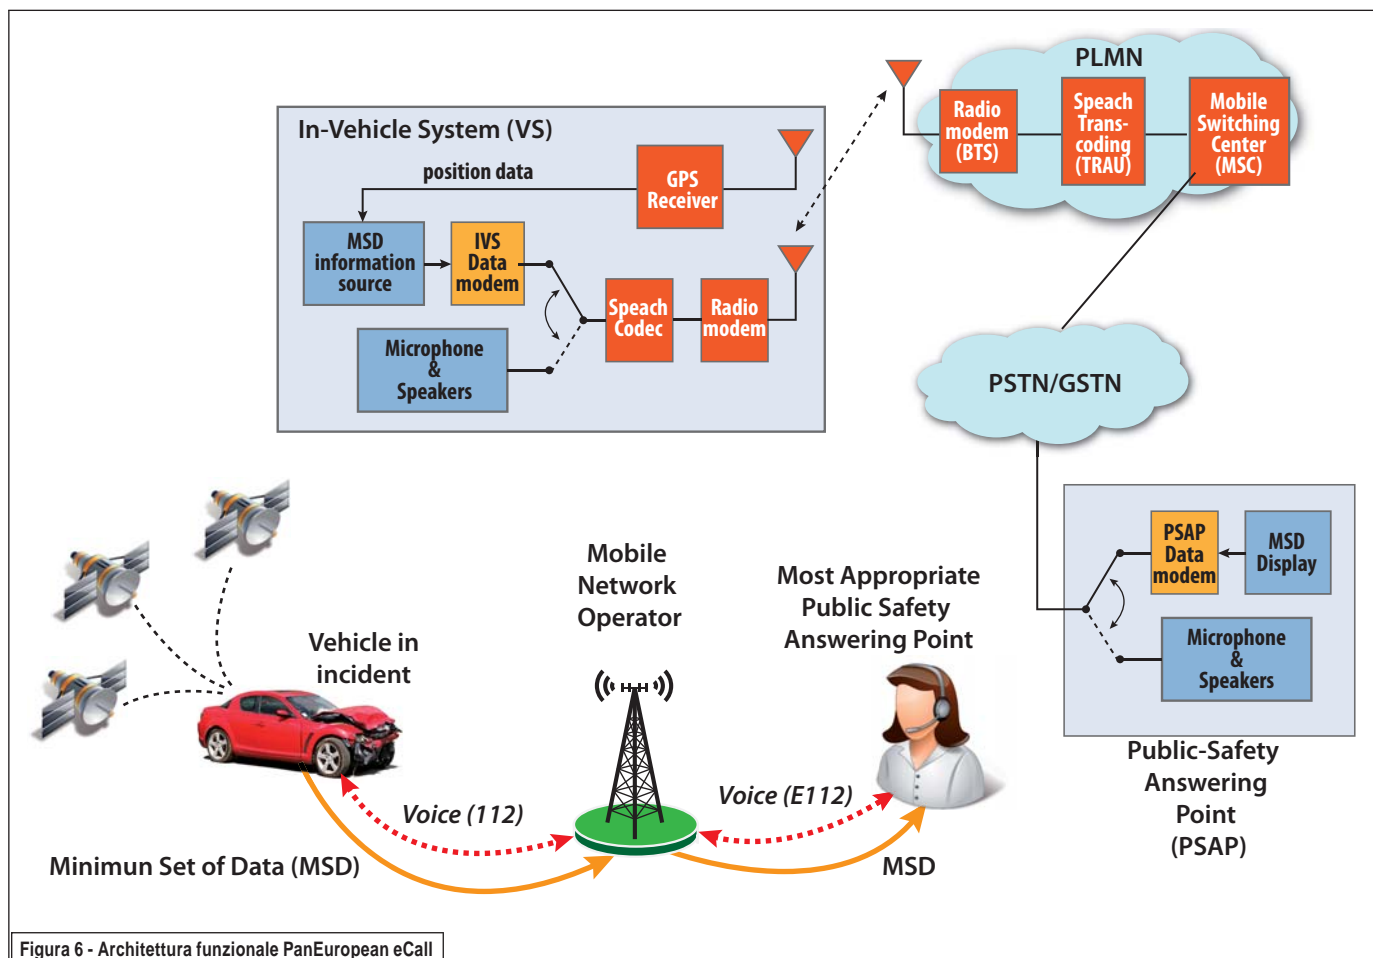 PLMN
Radio
modem
(BTS)
Speach
Trans-
coding
(TRAU)
Mobile
Switching
Center
(MSC)
In-Vehicle System (VS)
position data
GPS
Receiver
MSD
information
source
IVS
Data
modem
Speach
Codec
Radio
modem
Microphone
&
Speakers
PSTN/GSTN
PSAP
Data
modem
MSD
Display
Microphone
&
Speakers
Public-Safety
Answering
Point
(PSAP)
Vehicle in
incident
Mobile
Network
Operator
Most Appropriate
Public Safety
Answering Point
Voice (112)
Voice (E112)
Minimun Set of Data (MSD)
MSD
Figura 6 - Architettura funzionale PanEuropean eCall